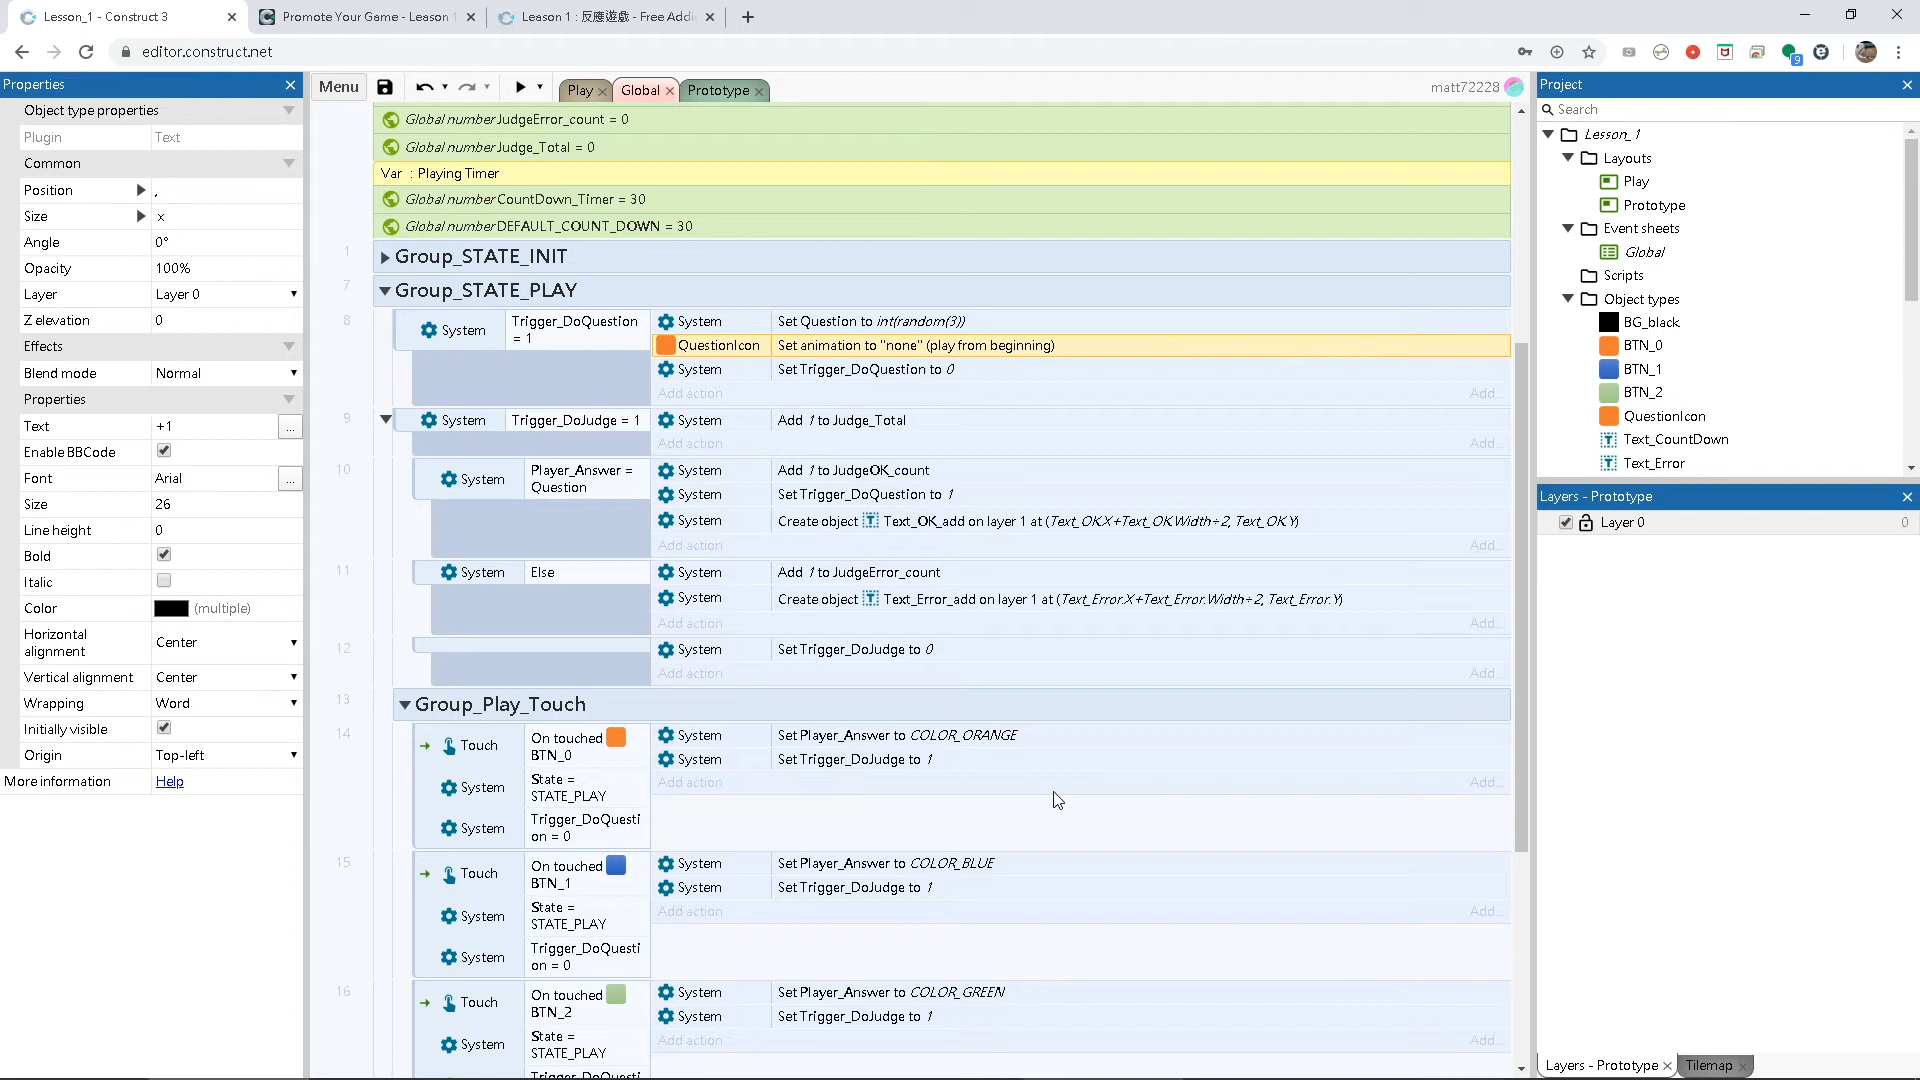 Lesson_1 - Construct 3
Promote Your Game - Leason 1
Leason 1 : 反應遊戲 - Free Addi
editor.construct.net
9
Properties
Object type properties
Plugin Text
Common
Position ,
Size x
Angle 0°
Opacity 100%
Layer Layer 0
Z elevation 0
Effects
Blend mode Normal
Properties
Text +1 ...
Enable BBCode
Font Arial ...
Size 26
Line height 0
Bold
Italic
Color (multiple)
Horizontal alignment Center
Vertical alignment Center
Wrapping Word
Initially visible
Origin Top-left
More information Help
Menu
Play
Global
Prototype
matt72228
Global number JudgeError_count = 0
Global number Judge_Total = 0
Var : Playing Timer
Global number CountDown_Timer = 30
Global number DEFAULT_COUNT_DOWN = 30
1 Group_STATE_INIT
7 Group_STATE_PLAY
8 System Trigger_DoQuestion = 1 System Set Question to int(random(3))
QuestionIcon Set animation to "none" (play from beginning)
System Set Trigger_DoQuestion to 0
Add action Add...
9 System Trigger_DoJudge = 1 System Add 1 to Judge_Total
Add action Add...
10 System Player_Answer = Question System Add 1 to JudgeOK_count
System Set Trigger_DoQuestion to 1
System Create object Text_OK_add on layer 1 at (Text_OK.X+Text_OK.Width÷2, Text_OK.Y)
Add action Add...
11 System Else System Add 1 to JudgeError_count
System Create object Text_Error_add on layer 1 at (Text_Error.X+Text_Error.Width÷2, Text_Error.Y)
Add action Add...
12 System Set Trigger_DoJudge to 0
Add action Add...
13 Group_Play_Touch
14 Touch On touched BTN_0 System Set Player_Answer to COLOR_ORANGE
System State = STATE_PLAY System Set Trigger_DoJudge to 1
System Trigger_DoQuesti on = 0 Add action Add...
15 Touch On touched BTN_1 System Set Player_Answer to COLOR_BLUE
System State = STATE_PLAY System Set Trigger_DoJudge to 1
System Trigger_DoQuesti on = 0 Add action Add...
16 Touch On touched BTN_2 System Set Player_Answer to COLOR_GREEN
System State = STATE_PLAY System Set Trigger_DoJudge to 1
Add action Add...
Project
Search
Lesson_1
Layouts
Play
Prototype
Event sheets
Global
Scripts
Object types
BG_black
BTN_0
BTN_1
BTN_2
QuestionIcon
Text_CountDown
Text_Error
Layers - Prototype
Layer 0 0
Layers - Prototype
Tilemap